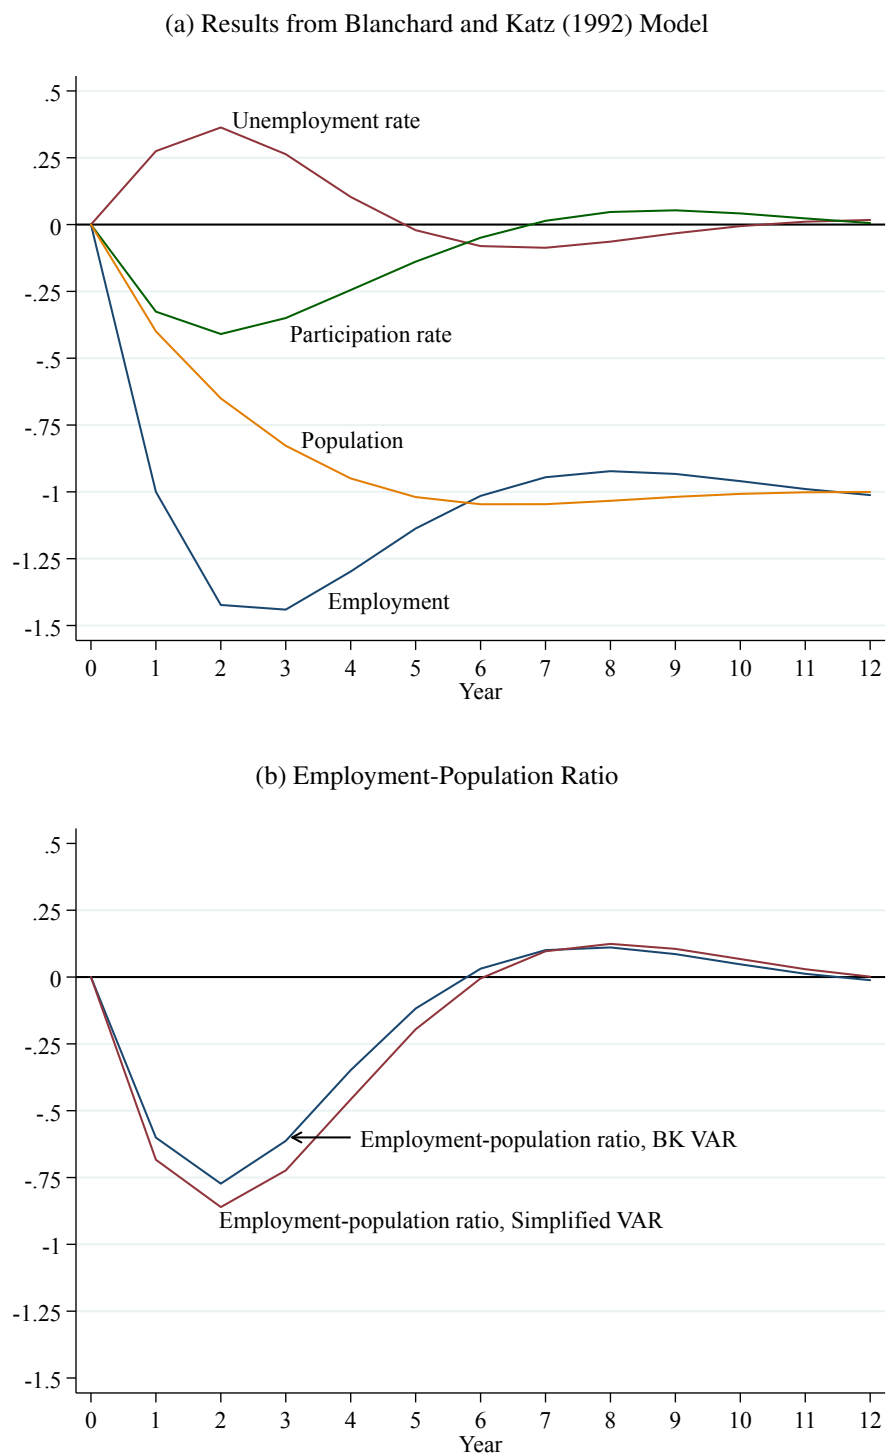 (a) Results from Blanchard and Katz (1992) Model
.5
Unemployment rate
.25
0
-.25
Participation rate
-.5
-.75
Population
-1
-1.25
Employment
-1.5
0 1 2 3 4 5 6 7 8 9 10 11 12
Year
(b) Employment-Population Ratio
.5
.25
0
-.25
-.5
Employment-population ratio, BK VAR
-.75
Employment-population ratio, Simplified VAR
-1
-1.25
-1.5
0 1 2 3 4 5 6 7 8 9 10 11 12
Year